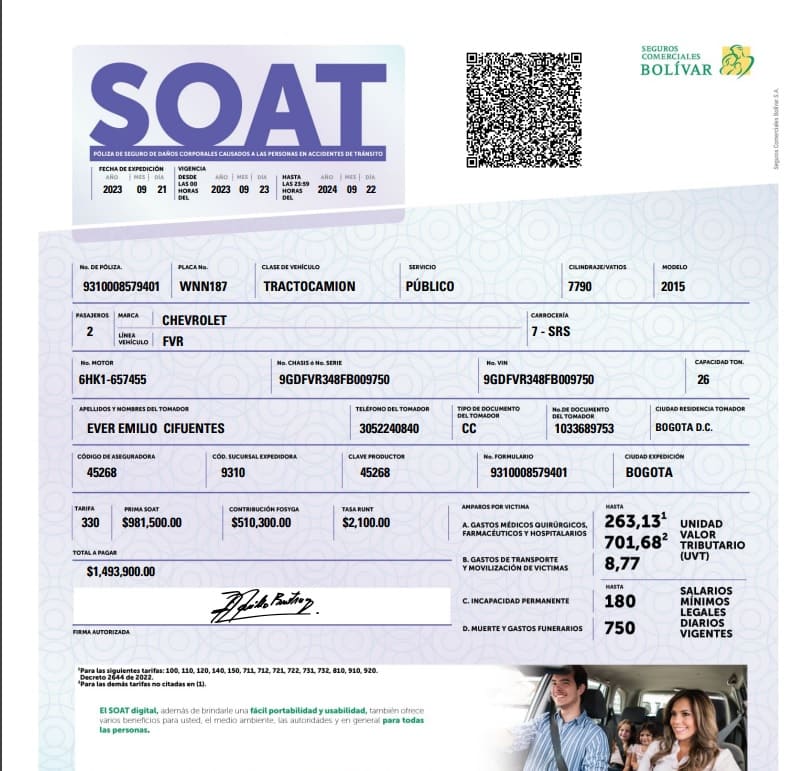 SOAT
PÓLIZA DE SEGURO DE DAÑOS CORPORALES CAUSADOS A LAS PERSONAS EN ACCIDENTES DE TRÁNSITO
FECHA DE EXPEDICIÓN
AÑO MES DÍA
2023 09 21
VIGENCIA
DESDE LAS 00 HORAS DEL
AÑO MES DÍA
2023 09 23
HASTA LAS 23:59 HORAS DEL
AÑO MES DÍA
2024 09 22
SEGUROS
COMERCIALES
BOLÍVAR
Seguros Comerciales Bolívar S.A.
No. DE PÓLIZA. PLACA No. CLASE DE VEHÍCULO SERVICIO CILINDRAJE/VATIOS MODELO
9310008579401 WNN187 TRACTOCAMION PÚBLICO 7790 2015
PASAJEROS MARCA CHEVROLET CARROCERÍA
2 LÍNEA VEHÍCULO FVR 7 - SRS
No. MOTOR No. CHASIS ó No. SERIE No. VIN CAPACIDAD TON.
6HK1-657455 9GDFVR348FB009750 9GDFVR348FB009750 26
APELLIDOS Y NOMBRES DEL TOMADOR TELÉFONO DEL TOMADOR TIPO DE DOCUMENTO DEL TOMADOR No. DE DOCUMENTO DEL TOMADOR CIUDAD RESIDENCIA TOMADOR
EVER EMILIO CIFUENTES 3052240840 CC 1033689753 BOGOTA D.C.
CÓDIGO DE ASEGURADORA CÓD. SUCURSAL EXPEDIDORA CLAVE PRODUCTOR No. FORMULARIO CIUDAD EXPEDICIÓN
45268 9310 45268 9310008579401 BOGOTA
TARIFA PRIMA SOAT CONTRIBUCIÓN FOSYGA TASA RUNT
330 $981,500.00 $510,300.00 $2,100.00
TOTAL A PAGAR
$1,493,900.00
FIRMA AUTORIZADA
AMPAROS POR VICTIMA HASTA
A. GASTOS MÉDICOS QUIRÚRGICOS, FARMACÉUTICOS Y HOSPITALARIOS 263,13¹
701,68²
B. GASTOS DE TRANSPORTE Y MOVILIZACIÓN DE VICTIMAS 8,77
UNIDAD VALOR TRIBUTARIO (UVT)
HASTA
C. INCAPACIDAD PERMANENTE 180
D. MUERTE Y GASTOS FUNERARIOS 750
SALARIOS MÍNIMOS LEGALES DIARIOS VIGENTES
¹Para las siguientes tarifas: 100, 110, 120, 140, 150, 711, 712, 721, 722, 731, 732, 810, 910, 920.
Decreto 2644 de 2022.
²Para las demás tarifas no citadas en (1).
El SOAT digital, además de brindarle una fácil portabilidad y usabilidad, también ofrece
varios beneficios para usted, el medio ambiente, las autoridades y en general para todas
las personas.